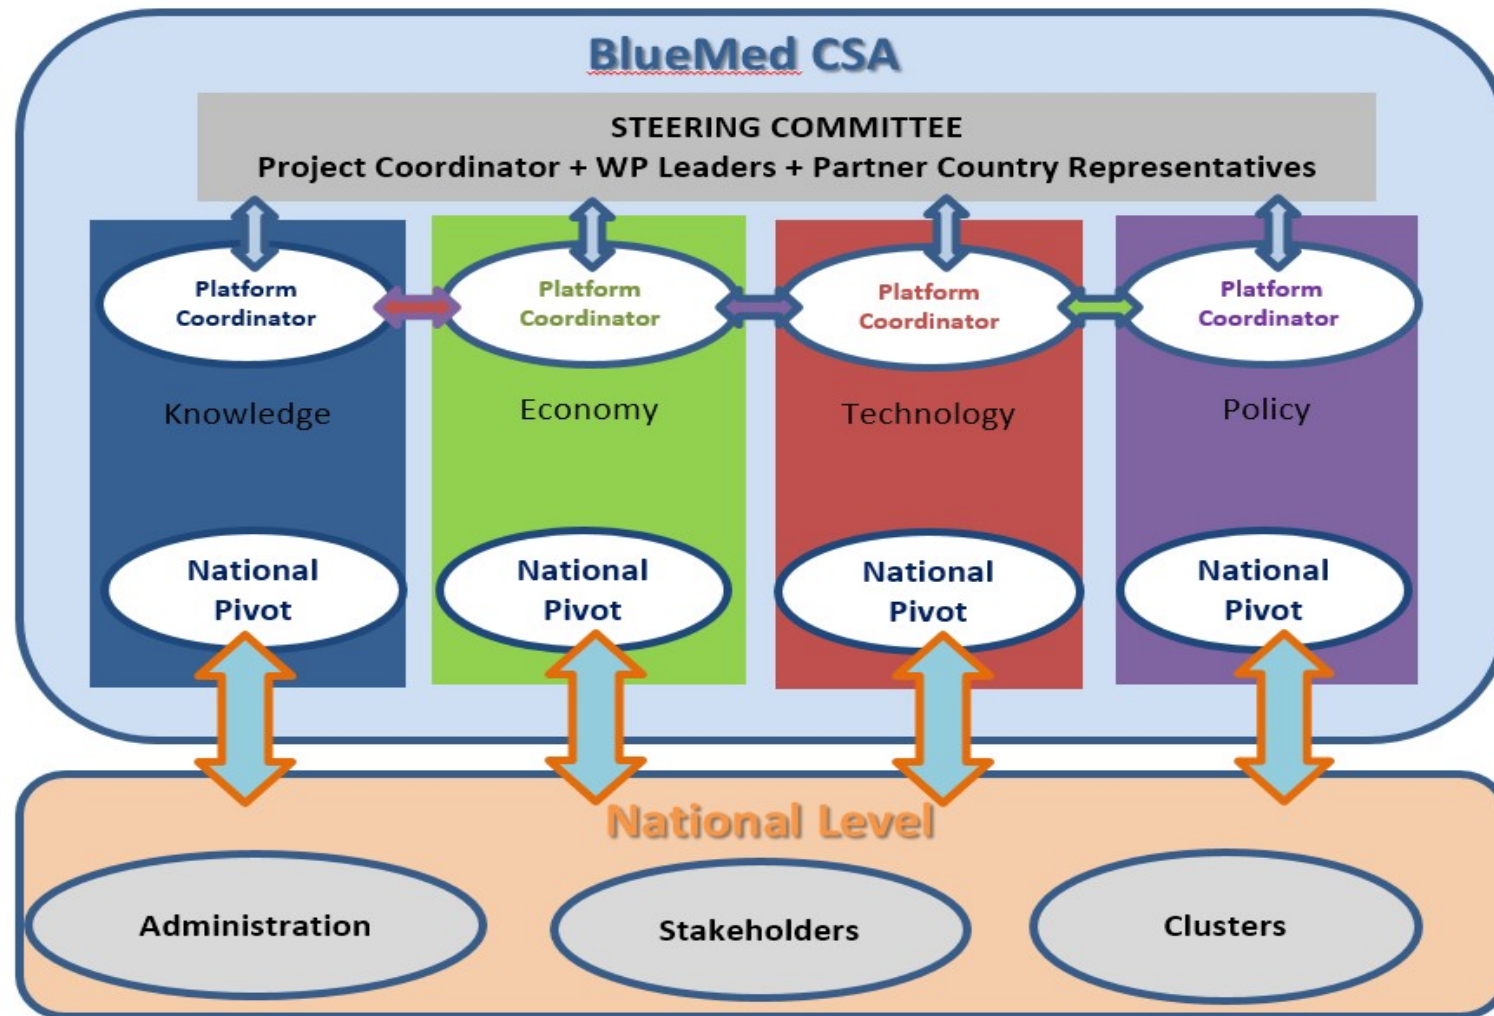 BlueMed CSA
STEERING COMMITTEE
Project Coordinator + WP Leaders + Partner Country Representatives
Platform
Coordinator
Platform
Coordinator
Platform
Coordinator
Platform
Coordinator
Knowledge
Economy
Technology
Policy
National
Pivot
National
Pivot
National
Pivot
National
Pivot
National Level
Administration
Stakeholders
Clusters